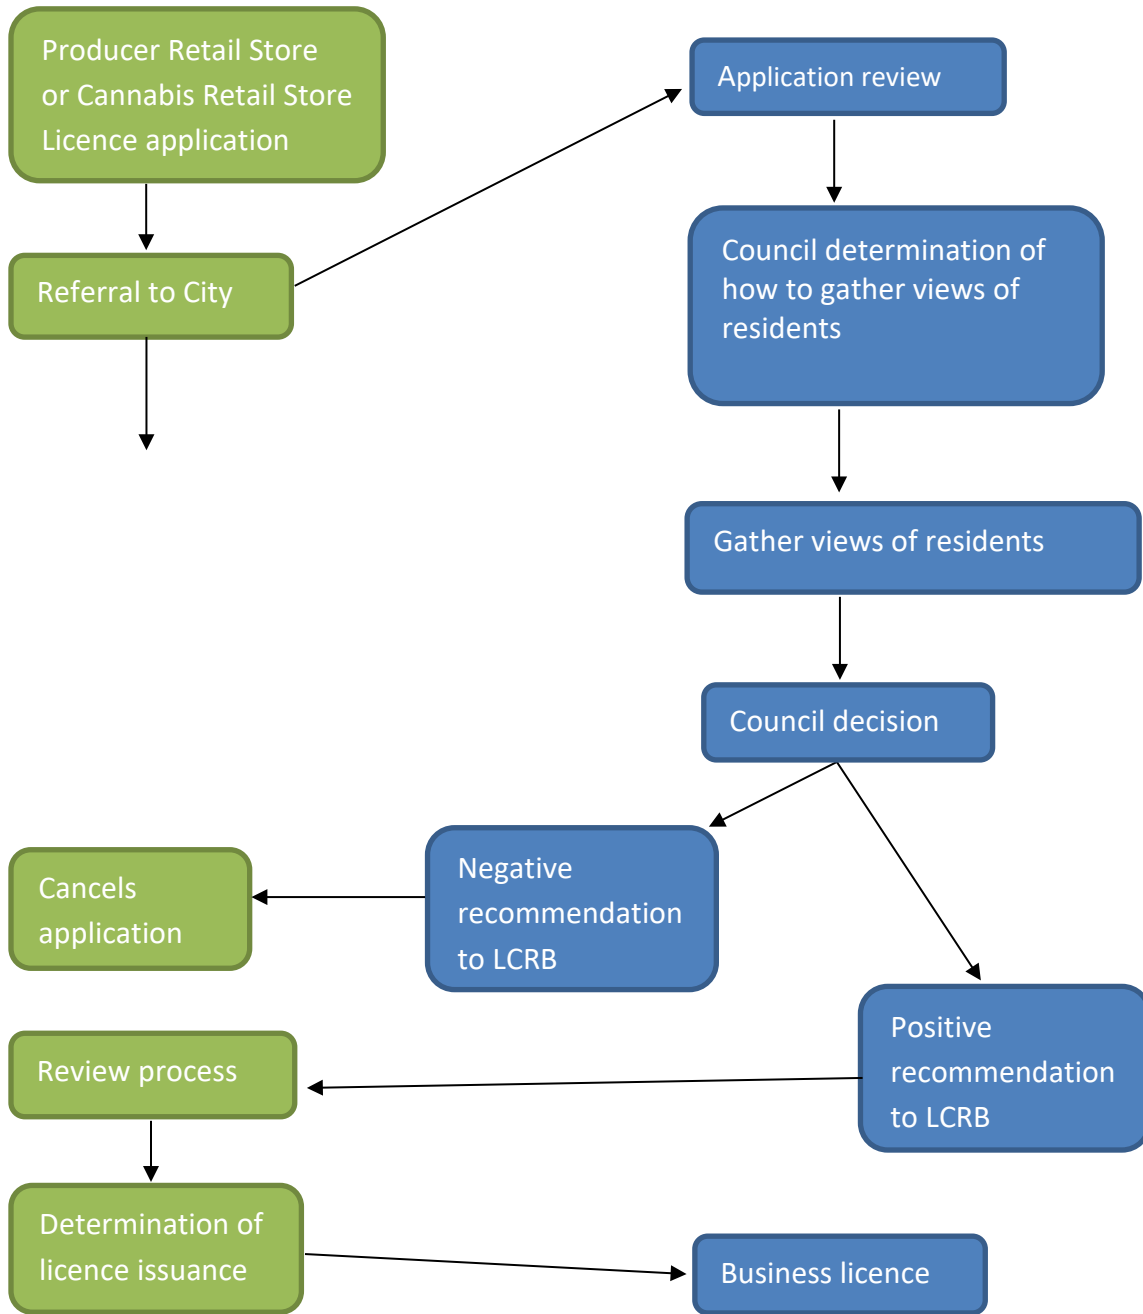 Producer Retail Store
or Cannabis Retail Store
Licence application
Application review
Referral to City
Council determination of
how to gather views of
residents
Gather views of residents
Council decision
Negative
recommendation
to LCRB
Cancels
application
Positive
recommendation
to LCRB
Review process
Determination of
licence issuance
Business licence